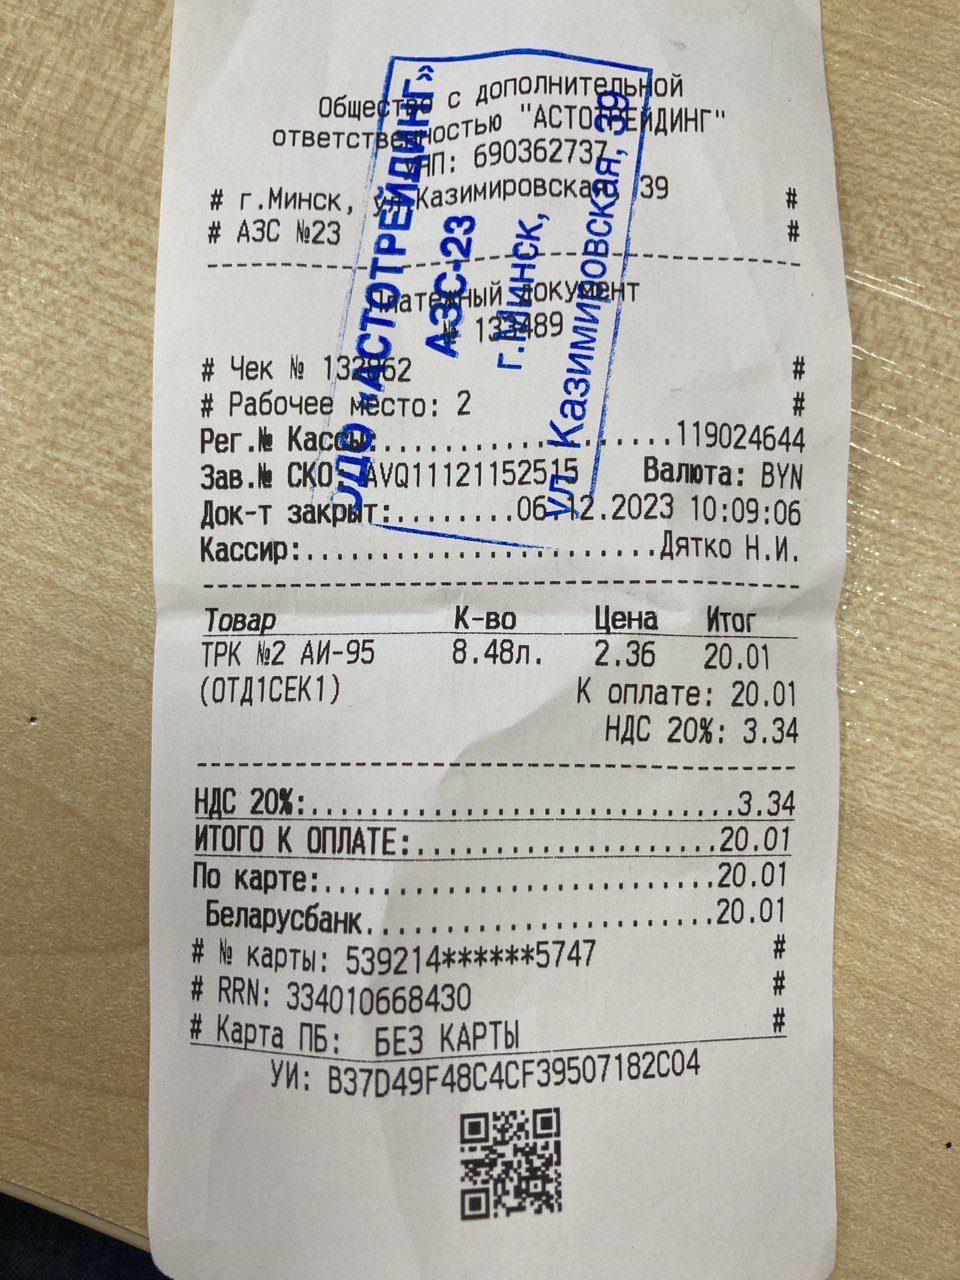 Общество с дополнительной
ответственностью "АСТОТРЕЙДИНГ"
УНП: 690362737
# г.Минск, ул.Казимировская, 39 #
# АЗС №23 #
Платежный документ
№ 133489
# Чек № 132862 #
# Рабочее место: 2 #
Рег.№ Кассы:......................119024644
Зав.№ СКО: AVQ11121152515 Валюта: BYN
Док-т закрыт:........06.12.2023 10:09:06
Кассир:.......................Дятко Н.И.
Товар К-во Цена Итог
ТРК №2 АИ-95 8.48л. 2.36 20.01
(ОТД1СЕК1) К оплате: 20.01
НДС 20%: 3.34
НДС 20%:............................3.34
ИТОГО К ОПЛАТЕ:....................20.01
По карте:..........................20.01
Беларусбанк.......................20.01
# № карты: 539214******5747 #
# RRN: 334010668430 #
# Карта ПБ: БЕЗ КАРТЫ #
УИ: B37D49F48C4CF39507182C04
ОДО «АСТОТРЕЙДИНГ»
АЗС-23
г.Минск,
ул. Казимировская, 39